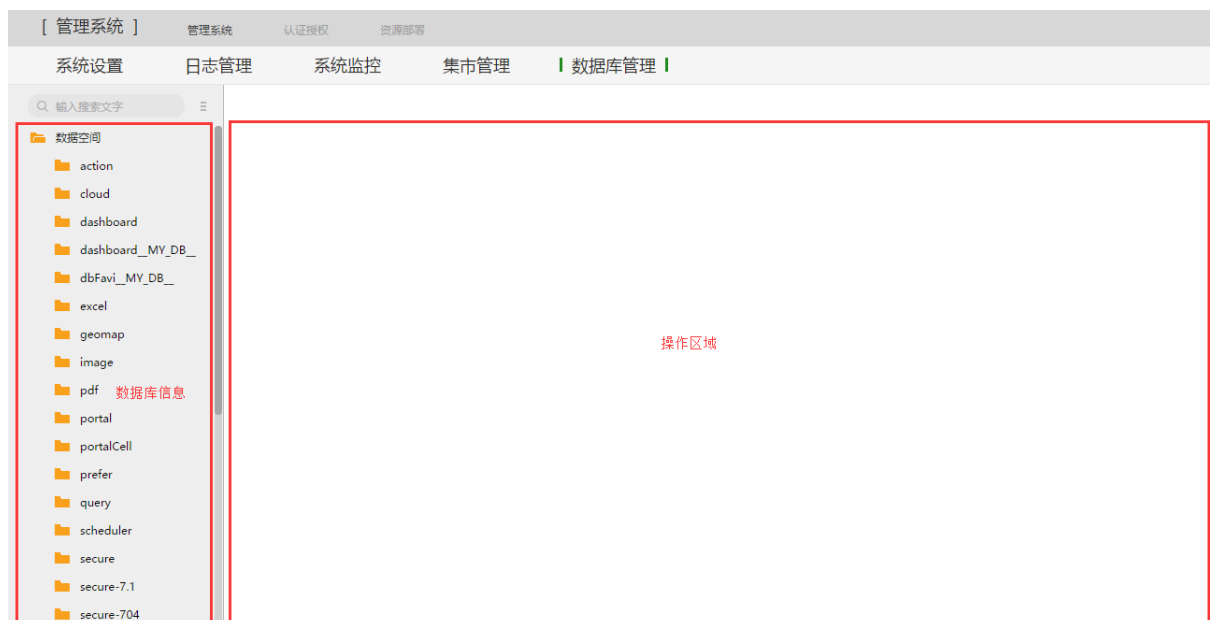 [ 管理系统 ] 管理系统 认证授权 资源部署
系统设置 日志管理 系统监控 集市管理 数据库管理
输入搜索文字
数据空间
action
cloud
dashboard
dashboard__MY_DB__
dbFavi__MY_DB__
excel
geomap
image
pdf
数据库信息
portal
portalCell
prefer
query
scheduler
secure
secure-7.1
secure-704
操作区域